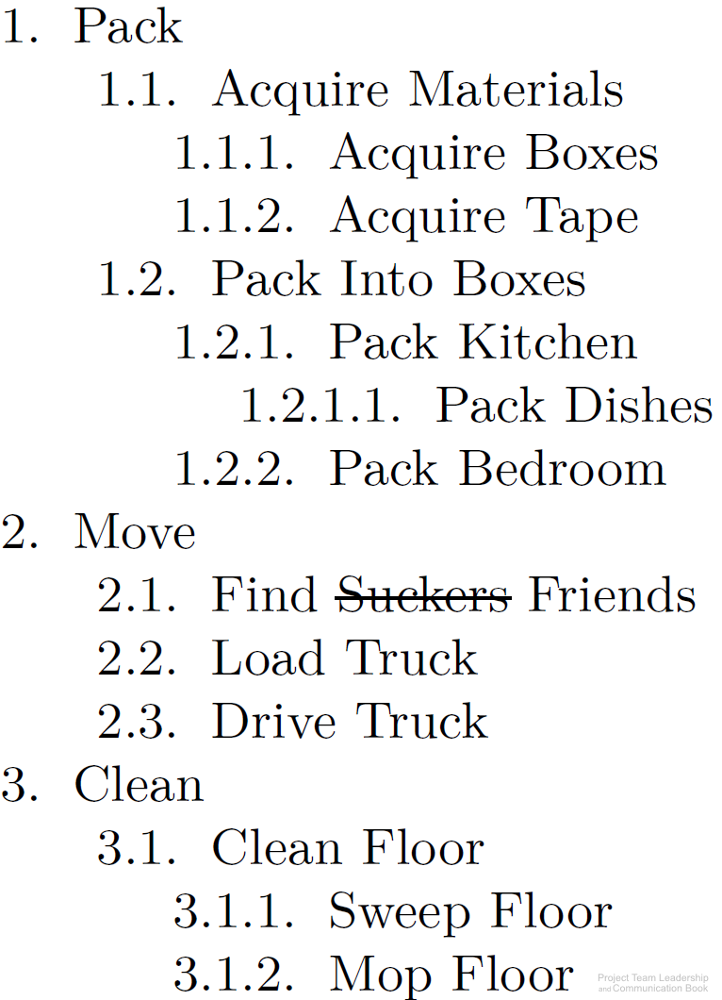 1. Pack
1.1. Acquire Materials
1.1.1. Acquire Boxes
1.1.2. Acquire Tape
1.2. Pack Into Boxes
1.2.1. Pack Kitchen
1.2.1.1. Pack Dishes
1.2.2. Pack Bedroom
2. Move
2.1. Find Suckers Friends
2.2. Load Truck
2.3. Drive Truck
3. Clean
3.1. Clean Floor
3.1.1. Sweep Floor
3.1.2. Mop Floor
Project Team Leadership
and Communication Book